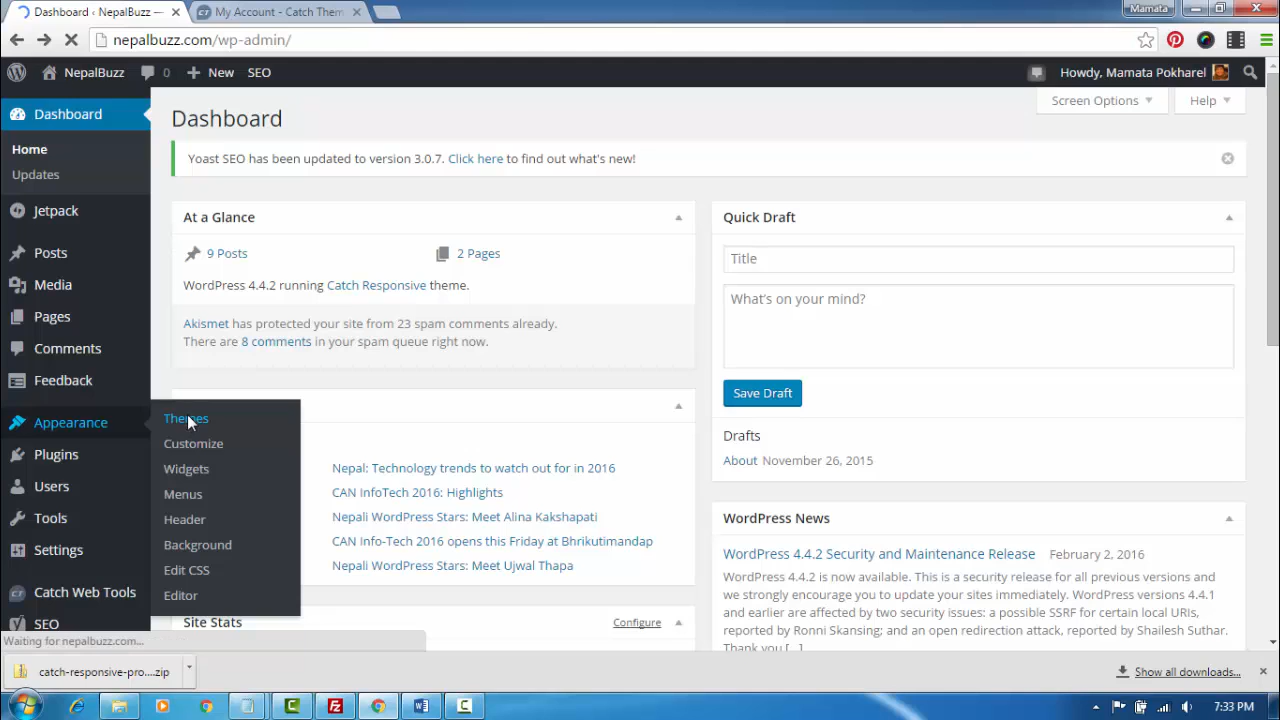 Dashboard ‹ NepalBuzz —
My Account - Catch Them
Mamata
nepalbuzz.com/wp-admin/
NepalBuzz
0
New
SEO
Howdy, Mamata Pokharel
Dashboard
Home
Updates
Jetpack
Posts
Media
Pages
Comments
Feedback
Appearance
Plugins
Users
Tools
Settings
Catch Web Tools
SEO
Themes
Customize
Widgets
Menus
Header
Background
Edit CSS
Editor
Screen Options
Help
Dashboard
Yoast SEO has been updated to version 3.0.7. Click here to find out what's new!
At a Glance
9 Posts
2 Pages
WordPress 4.4.2 running Catch Responsive theme.
Akismet has protected your site from 23 spam comments already.
There are 8 comments in your spam queue right now.
Nepal: Technology trends to watch out for in 2016
CAN InfoTech 2016: Highlights
Nepali WordPress Stars: Meet Alina Kakshapati
CAN Info-Tech 2016 opens this Friday at Bhrikutimandap
Nepali WordPress Stars: Meet Ujwal Thapa
Site Stats
Configure
Quick Draft
Title
What's on your mind?
Save Draft
Drafts
About November 26, 2015
WordPress News
WordPress 4.4.2 Security and Maintenance Release February 2, 2016
WordPress 4.4.2 is now available. This is a security release for all previous versions and
we strongly encourage you to update your sites immediately. WordPress versions 4.4.1
and earlier are affected by two security issues: a possible SSRF for certain local URIs,
reported by Ronni Skansing; and an open redirection attack, reported by Shailesh Suthar.
Thank you [...]
Waiting for nepalbuzz.com...
catch-responsive-pro....zip
Show all downloads...
7:33 PM